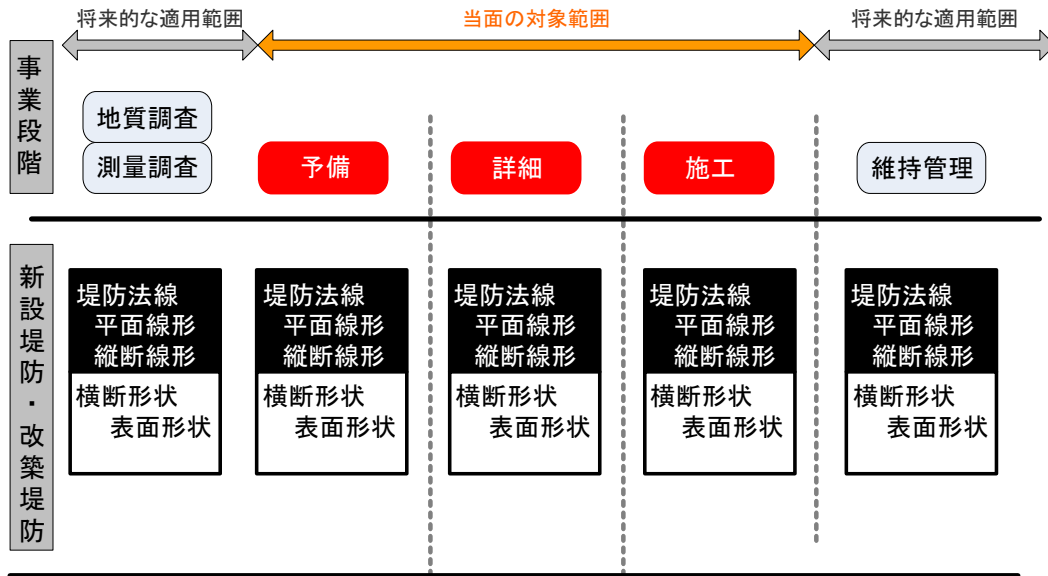 将来的な適用範囲
当面の対象範囲
将来的な適用範囲
事業段階
地質調査
測量調査
予備
詳細
施工
維持管理
新設堤防・改築堤防
堤防法線
平面線形
縦断線形
横断形状
表面形状
堤防法線
平面線形
縦断線形
横断形状
表面形状
堤防法線
平面線形
縦断線形
横断形状
表面形状
堤防法線
平面線形
縦断線形
横断形状
表面形状
堤防法線
平面線形
縦断線形
横断形状
表面形状